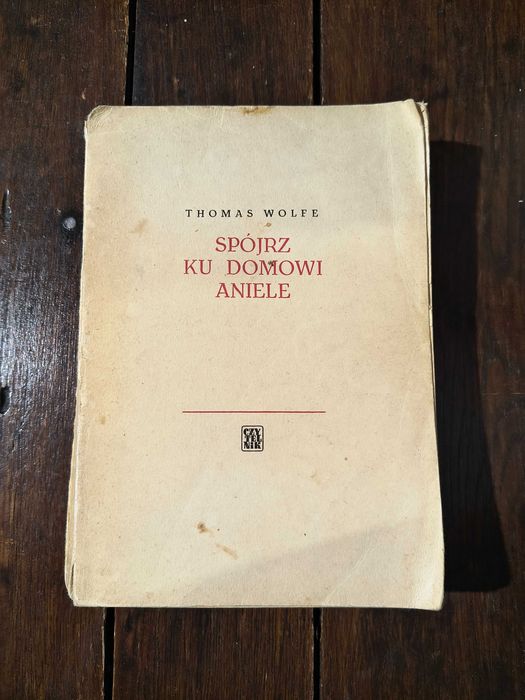 THOMAS WOLFE
SPÓJRZ
KU DOMOWI
ANIELE
CZY
TEL
NIK